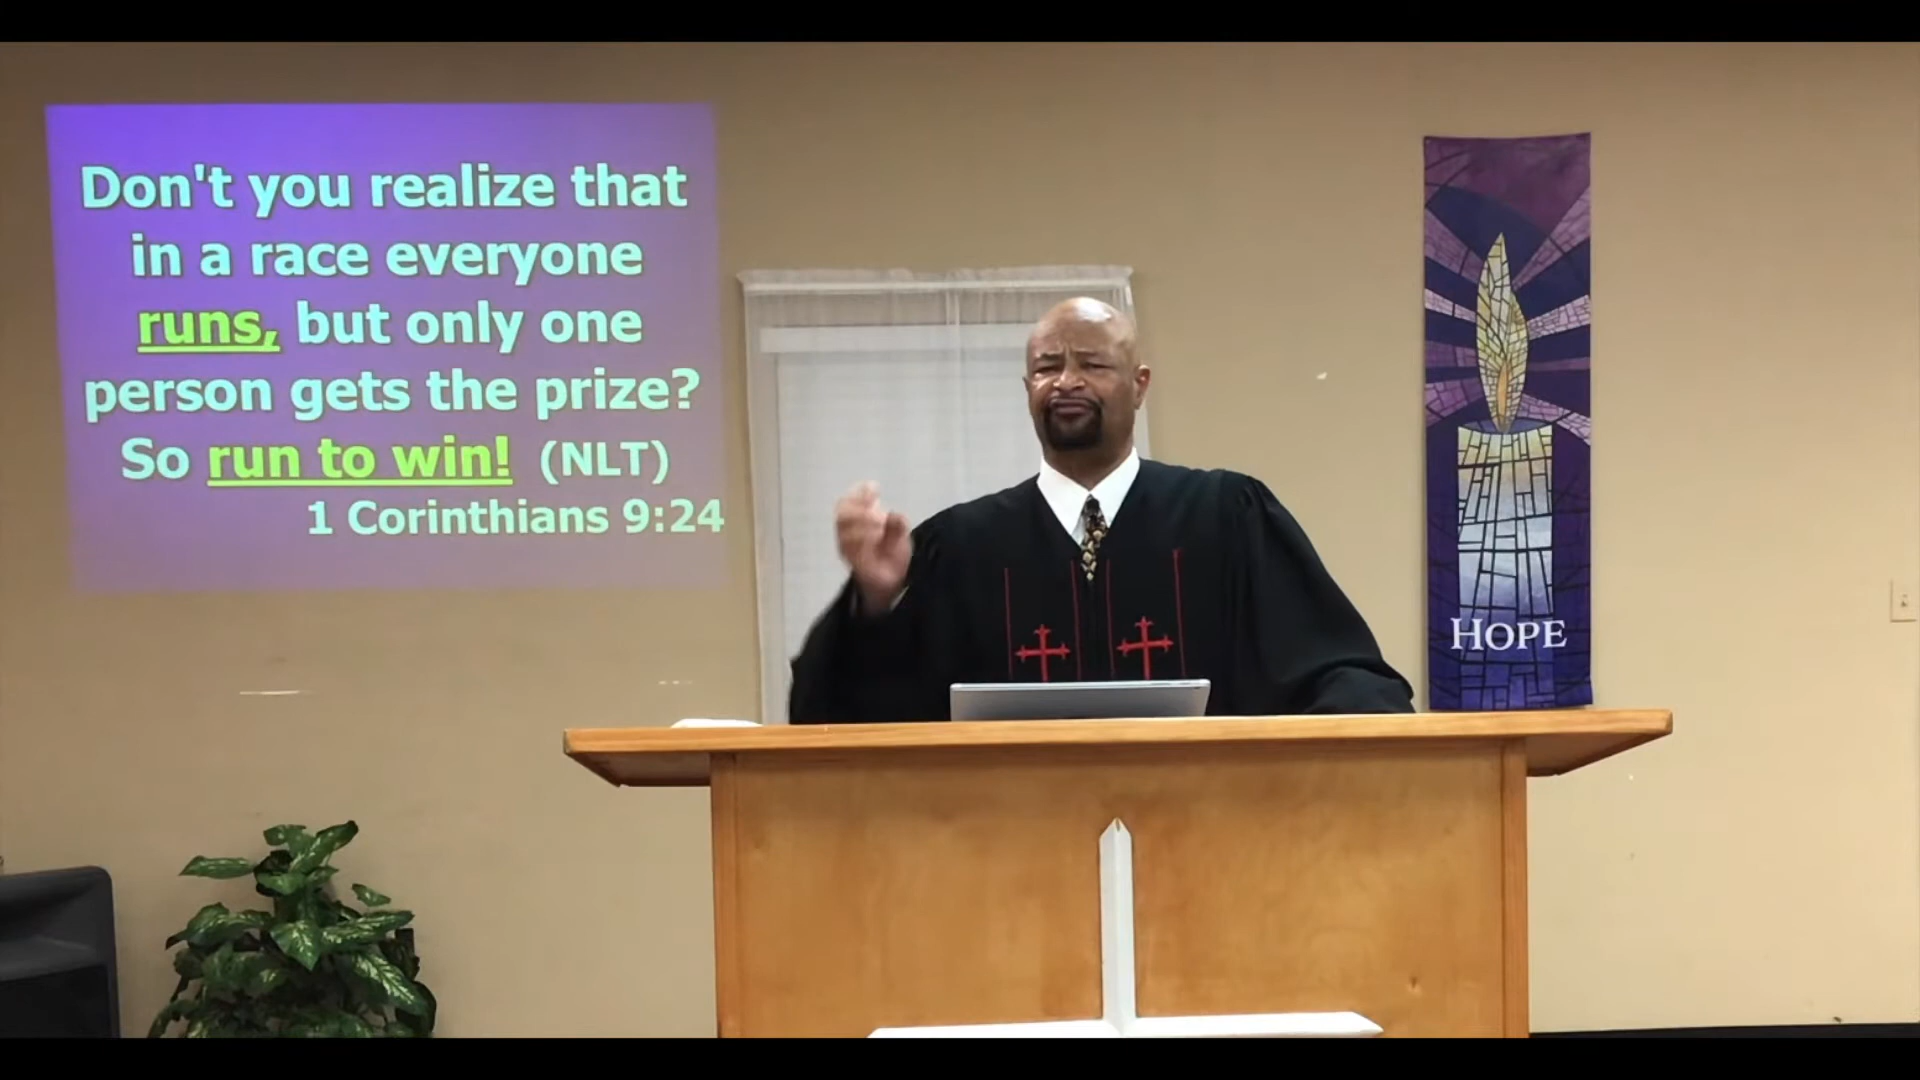 Don't you realize that
in a race everyone
runs, but only one
person gets the prize?
So run to win! (NLT)
1 Corinthians 9:24
HOPE